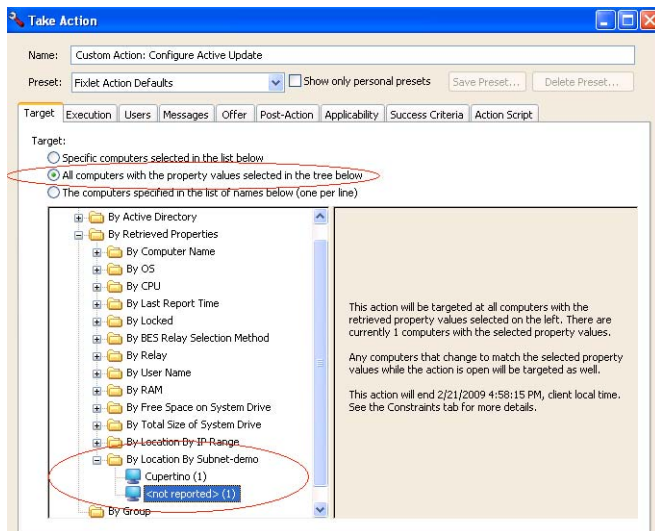 Take Action
Name: Custom Action: Configure Active Update
Preset: Fixlet Action Defaults Show only personal presets Save Preset... Delete Preset...
Target Execution Users Messages Offer Post-Action Applicability Success Criteria Action Script
Target:
Specific computers selected in the list below
All computers with the property values selected in the tree below
The computers specified in the list of names below (one per line)
By Active Directory
By Retrieved Properties
By Computer Name
By OS
By CPU
By Last Report Time
By Locked
By BES Relay Selection Method
By Relay
By User Name
By RAM
By Free Space on System Drive
By Total Size of System Drive
By Location By IP Range
By Location By Subnet-demo
Cupertino (1)
<not reported> (1)
By Group
This action will be targeted at all computers with the
retrieved property values selected on the left. There are
currently 1 computers with the selected property values.
Any computers that change to match the selected property
values while the action is open will be targeted as well.
This action will end 2/21/2009 4:58:15 PM, client local time.
See the Constraints tab for more details.